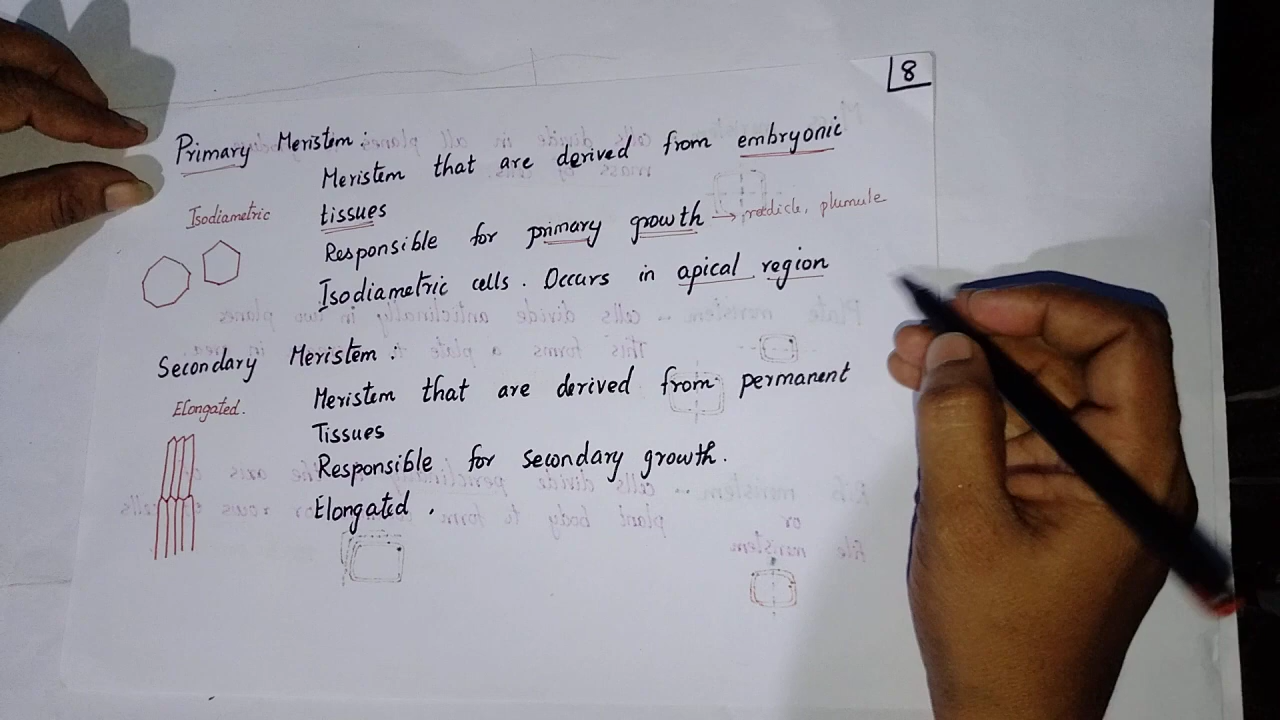 8
Primary Meristem :
Meristem that are derived from embryonic
tissues
Isodiametric
Responsible for primary growth → radicle, plumule
Isodiametric cells. Occurs in apical region
Secondary Meristem :
Meristem that are derived from permanent
Elongated.
Tissues
Responsible for secondary growth.
Elongated.